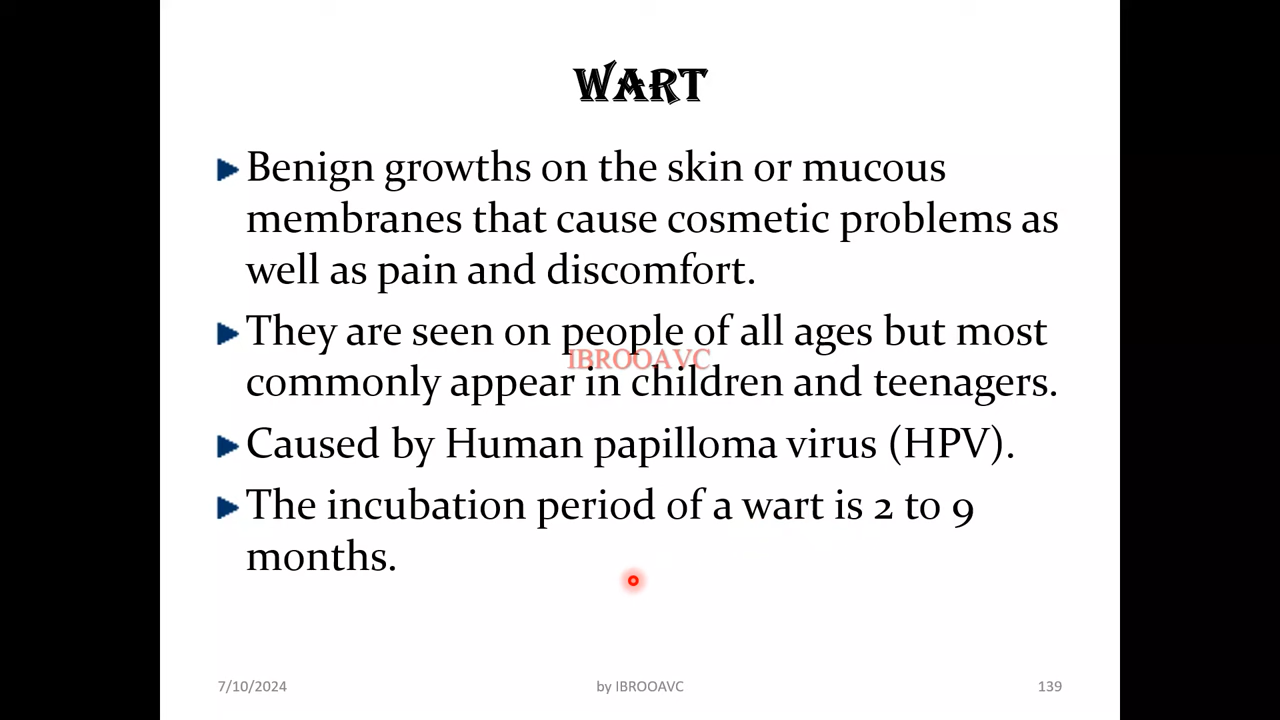 WART
Benign growths on the skin or mucous
membranes that cause cosmetic problems as
well as pain and discomfort.
They are seen on people of all ages but most
IBROOAVC
commonly appear in children and teenagers.
Caused by Human papilloma virus (HPV).
The incubation period of a wart is 2 to 9
months.
7/10/2024 by IBROOAVC 139